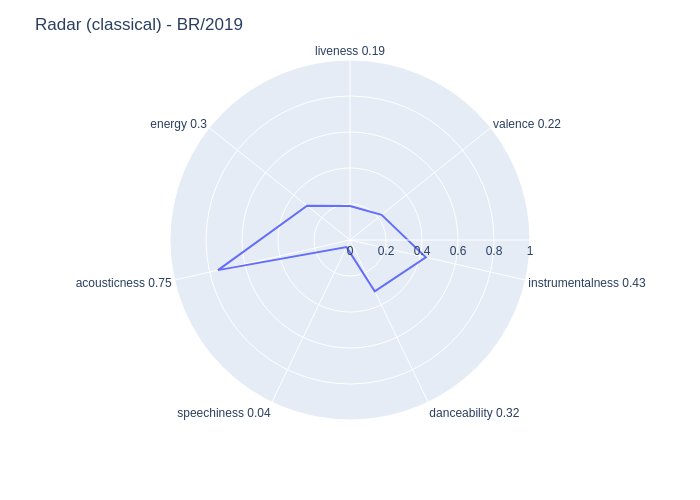 Radar (classical) - BR/2019
liveness 0.19
energy 0.3
valence 0.22
0 0.2 0.4 0.6 0.8 1
acousticness 0.75
instrumentalness 0.43
speechiness 0.04
danceability 0.32